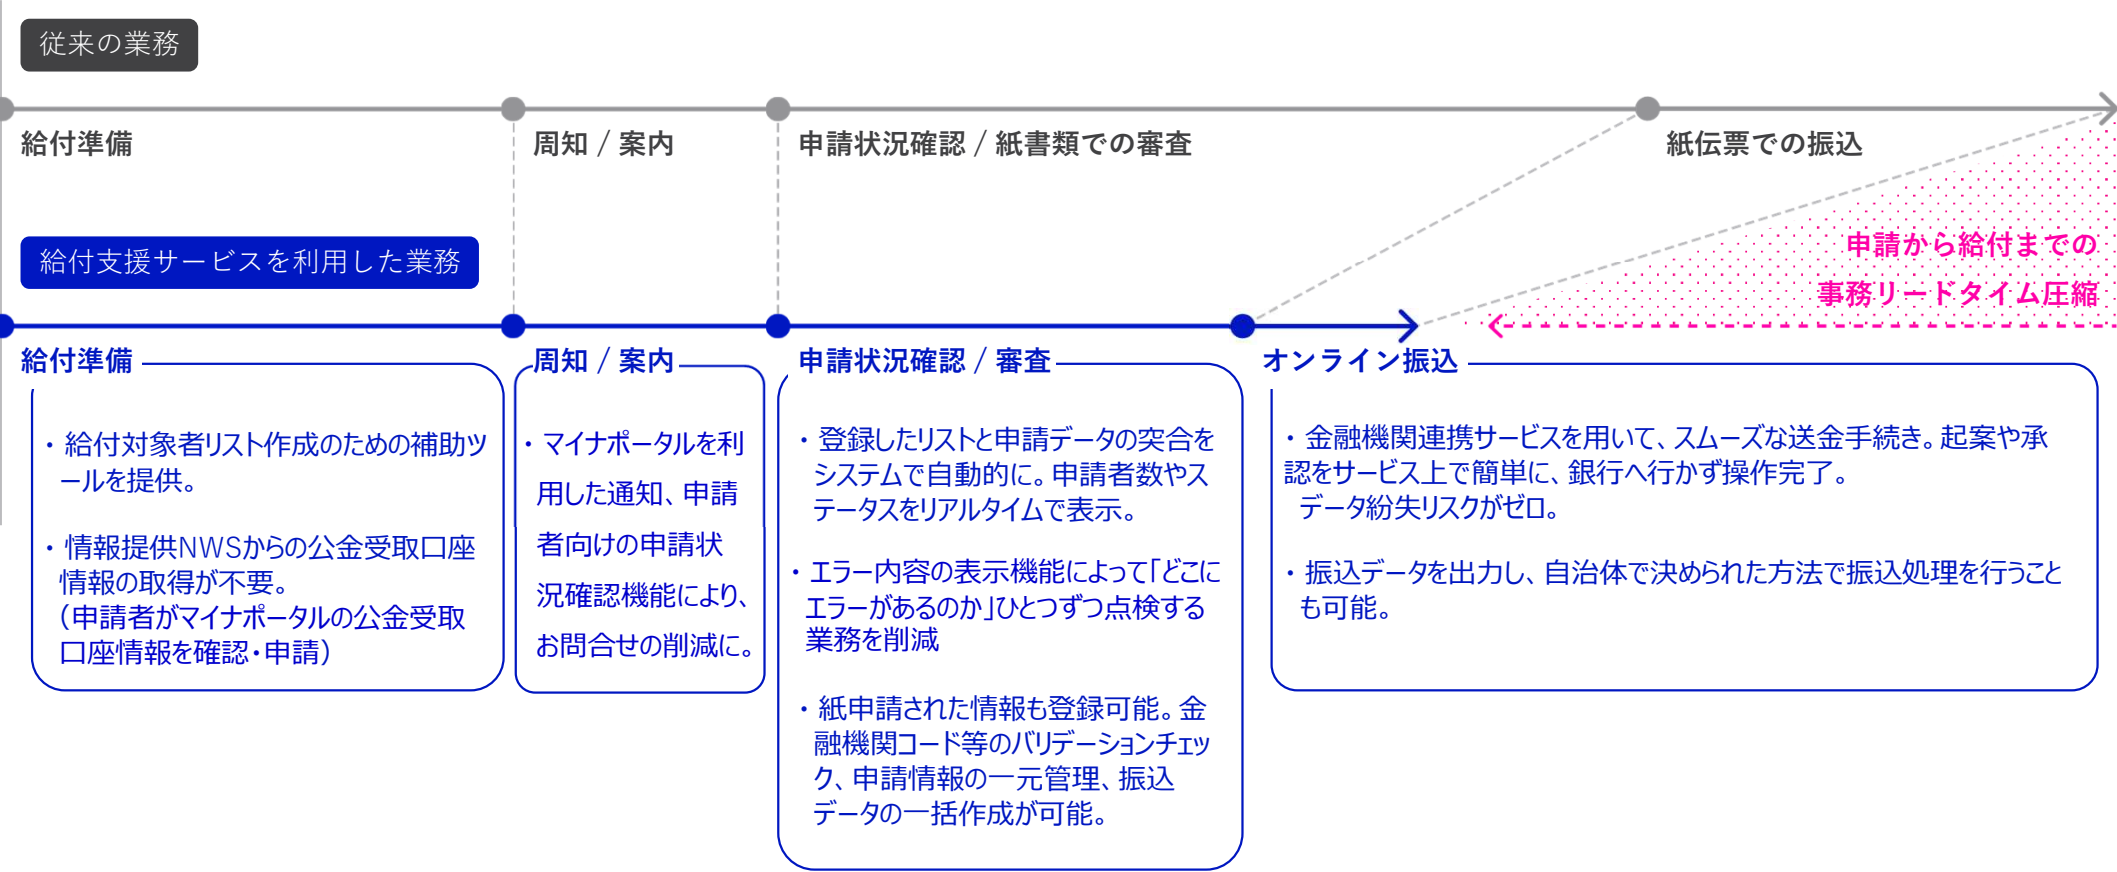 従来の業務
給付準備
周知 / 案内
申請状況確認 / 紙書類での審査
紙伝票での振込
給付支援サービスを利用した業務
申請から給付までの
事務リードタイム圧縮
給付準備
・給付対象者リスト作成のための補助ツ
ールを提供。
・情報提供NWSからの公金受取口座
情報の取得が不要。
（申請者がマイナポータルの公金受取
口座情報を確認・申請）
周知 / 案内
・マイナポータルを利
用した通知、申請
者向けの申請状
況確認機能により、
お問合せの削減に。
申請状況確認 / 審査
・登録したリストと申請データの突合を
システムで自動的に。申請者数やス
テータスをリアルタイムで表示。
・エラー内容の表示機能によって「どこに
エラーがあるのか」ひとつずつ点検する
業務を削減
・紙申請された情報も登録可能。金
融機関コード等のバリデーションチェッ
ク、申請情報の一元管理、振込
データの一括作成が可能。
オンライン振込
・金融機関連携サービスを用いて、スムーズな送金手続き。起案や承
認をサービス上で簡単に、銀行へ行かず操作完了。
データ紛失リスクがゼロ。
・振込データを出力し、自治体で決められた方法で振込処理を行うこと
も可能。